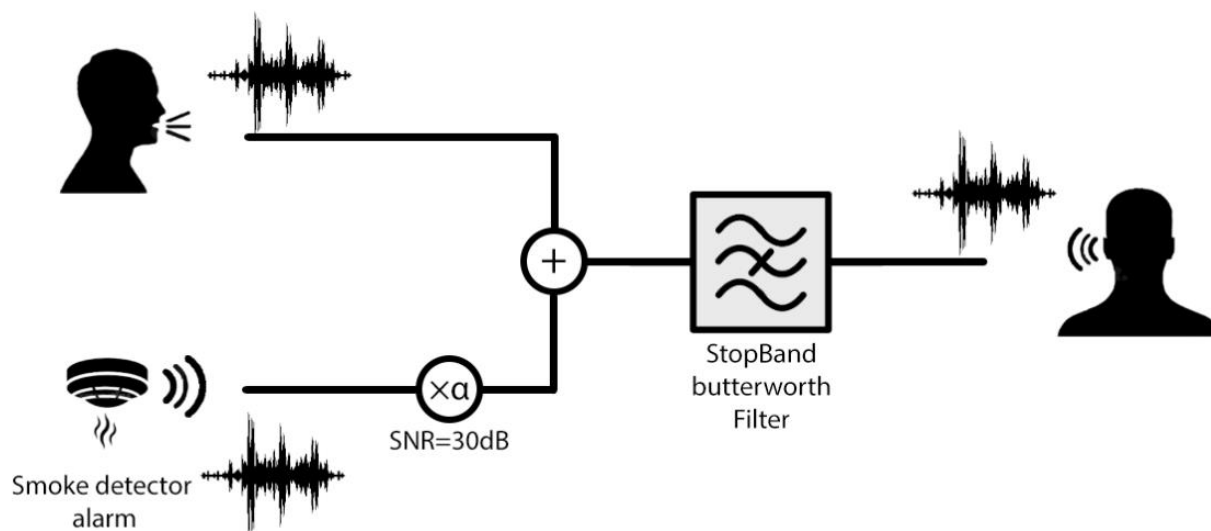 +
StopBand
butterworth
Filter
×α
SNR=30dB
Smoke detector
alarm